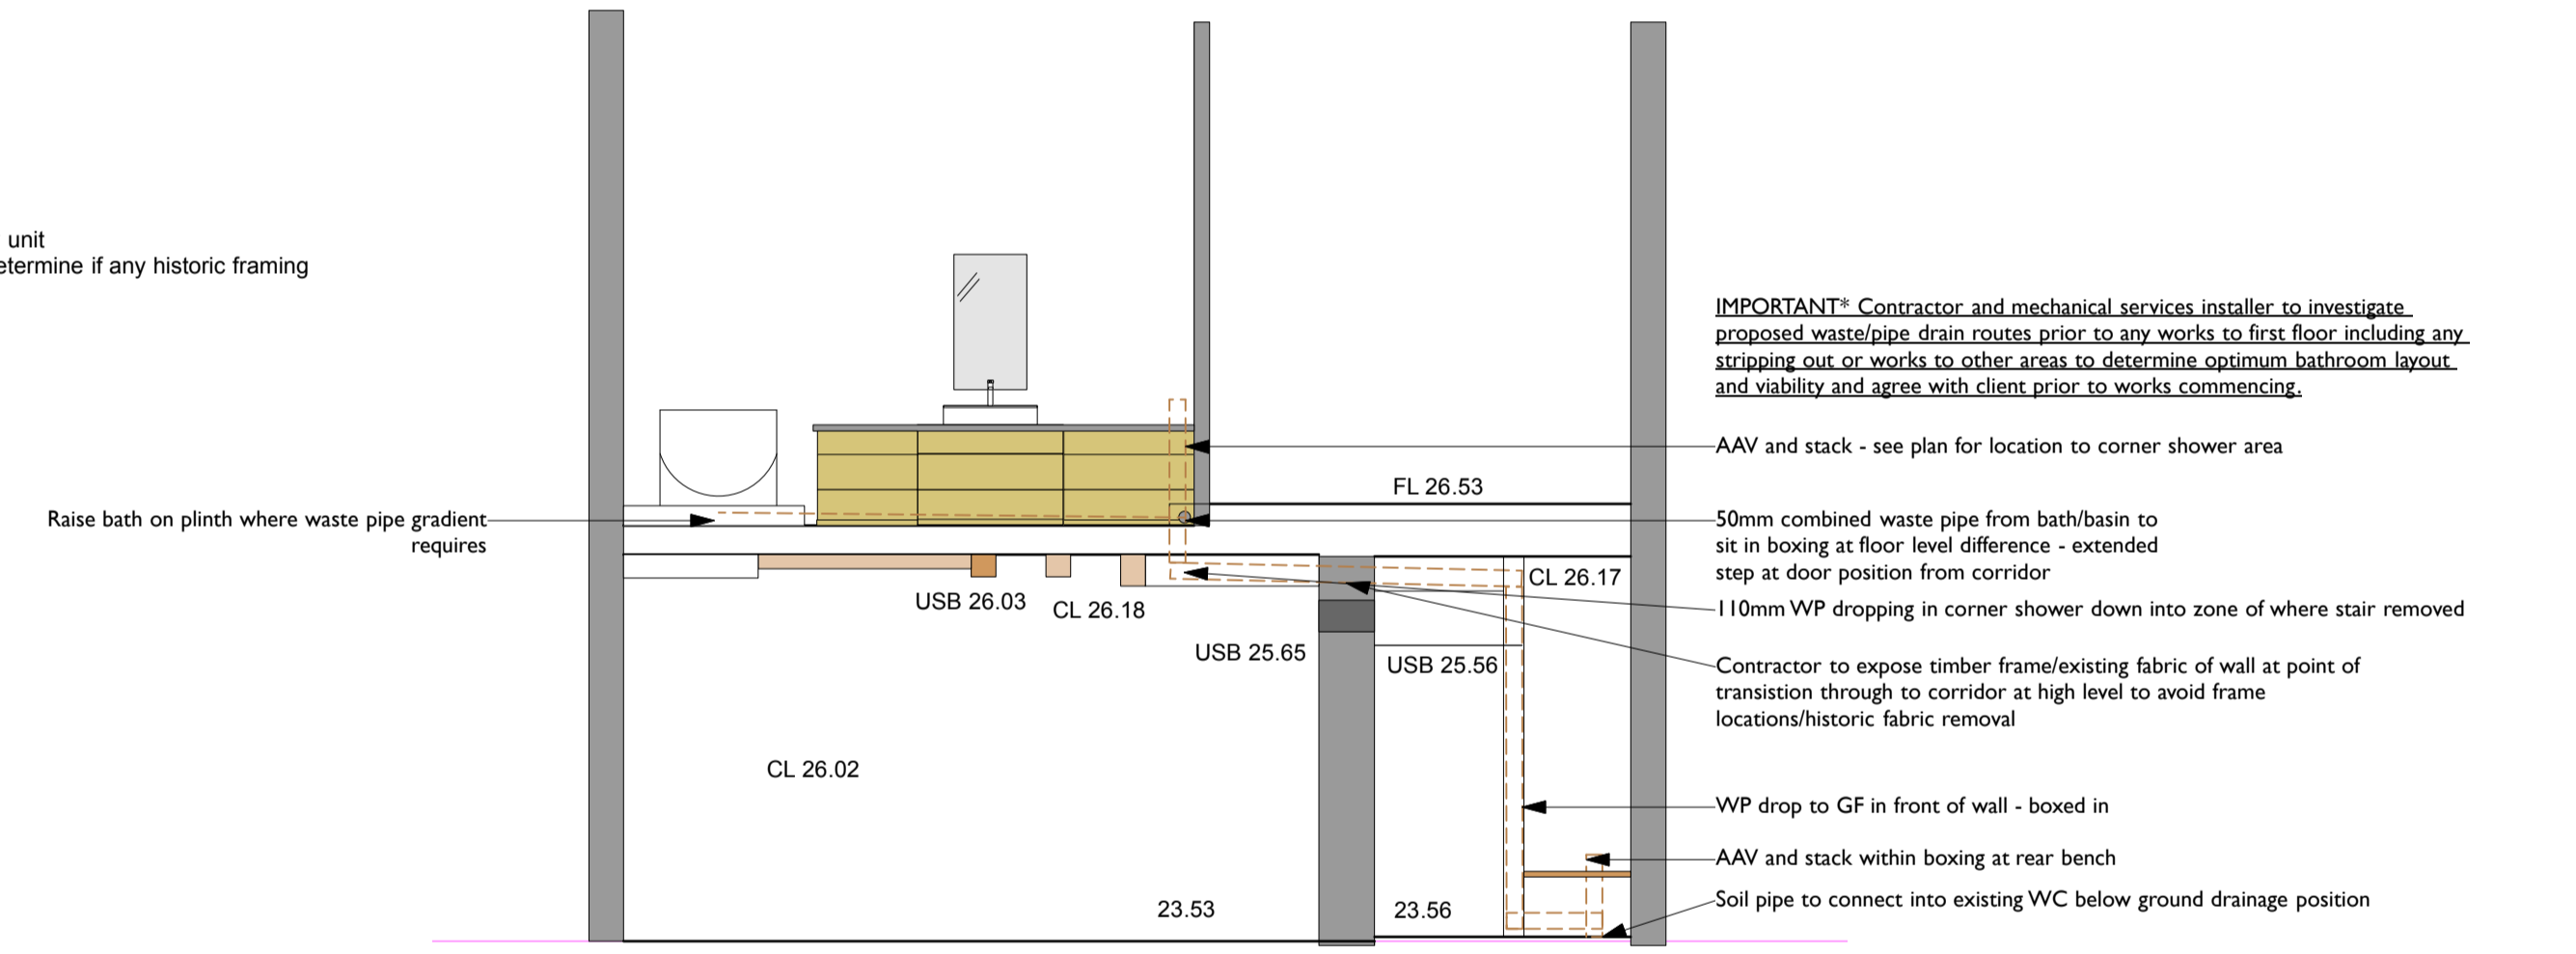 unit
etermine if any historic framing
IMPORTANT* Contractor and mechanical services installer to investigate
proposed waste/pipe drain routes prior to any works to first floor including any
stripping out or works to other areas to determine optimum bathroom layout
and viability and agree with client prior to works commencing.
AAV and stack - see plan for location to corner shower area
FL 26.53
Raise bath on plinth where waste pipe gradient
requires
50mm combined waste pipe from bath/basin to
sit in boxing at floor level difference - extended
step at door position from corridor
CL 26.17
USB 26.03
CL 26.18
110mm WP dropping in corner shower down into zone of where stair removed
USB 25.65
USB 25.56
Contractor to expose timber frame/existing fabric of wall at point of
transistion through to corridor at high level to avoid frame
locations/historic fabric removal
CL 26.02
WP drop to GF in front of wall - boxed in
AAV and stack within boxing at rear bench
Soil pipe to connect into existing WC below ground drainage position
23.53
23.56